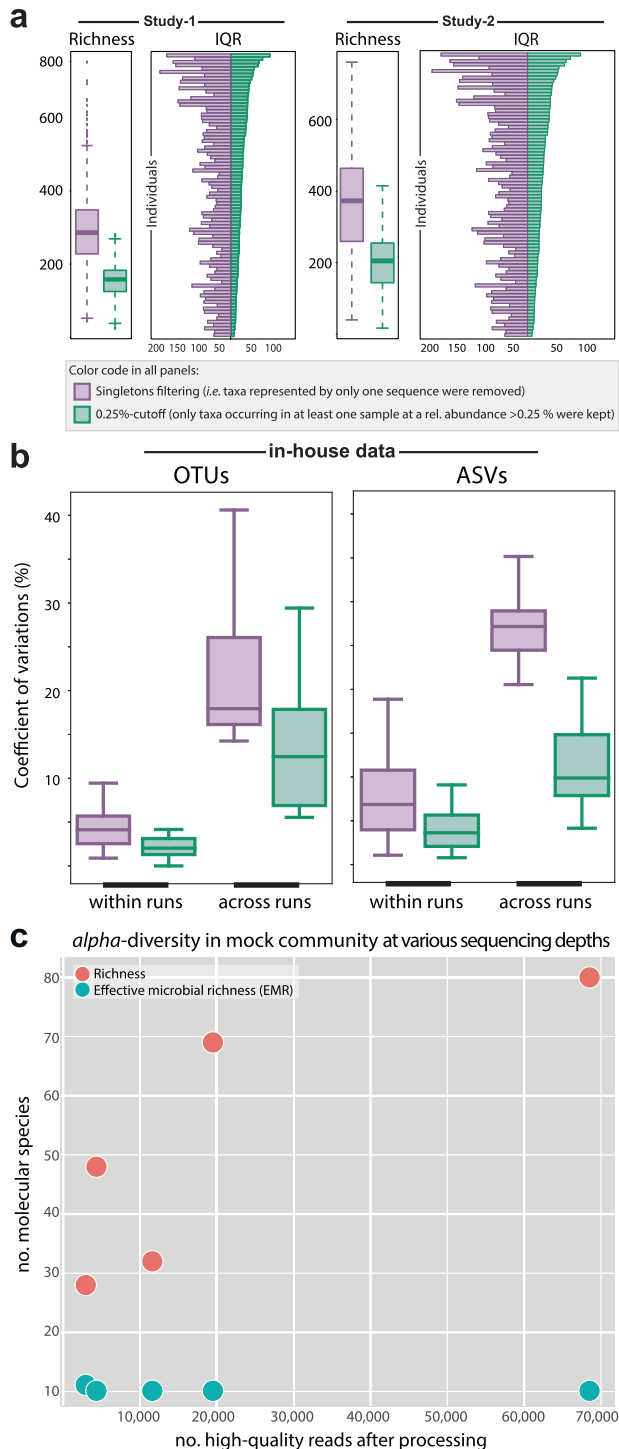 a
Study-1
Study-2
Richness
IQR
Richness
IQR
800
600
400
200
Individuals
200 150 100 50 50 100
600
400
200
Individuals
200 150 100 50 50 100
Color code in all panels:
Singletons filtering (i.e. taxa represented by only one sequence were removed)
0.25%-cutoff (only taxa occurring in at least one sample at a rel. abundance >0.25 % were kept)
b
in-house data
OTUs
ASVs
Coefficient of variations (%)
40
30
20
10
within runs
across runs
within runs
across runs
c
alpha-diversity in mock community at various sequencing depths
Richness
Effective microbial richness (EMR)
no. molecular species
80
70
60
50
40
30
20
10
10,000 20,000 30,000 40,000 50,000 60,000 70,000
no. high-quality reads after processing